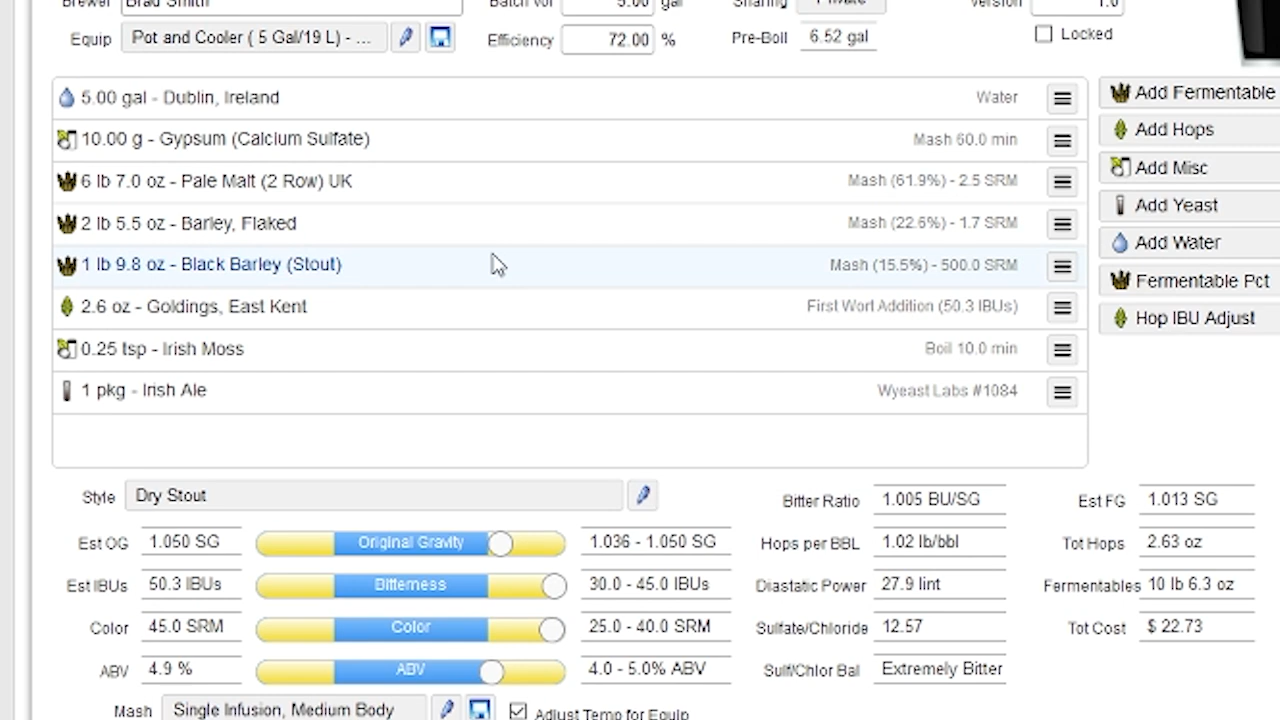 Brewer Brad Smith Batch Vol 5.00 gal Sharing Private Version 1.0
Equip Pot and Cooler ( 5 Gal/19 L) - ... Efficiency 72.00 % Pre-Boil 6.52 gal Locked
5.00 gal - Dublin, Ireland Water
10.00 g - Gypsum (Calcium Sulfate) Mash 60.0 min
6 lb 7.0 oz - Pale Malt (2 Row) UK Mash (61.9%) - 2.5 SRM
2 lb 5.5 oz - Barley, Flaked Mash (22.6%) - 1.7 SRM
1 lb 9.8 oz - Black Barley (Stout) Mash (15.5%) - 500.0 SRM
2.6 oz - Goldings, East Kent First Wort Addition (50.3 IBUs)
0.25 tsp - Irish Moss Boil 10.0 min
1 pkg - Irish Ale Wyeast Labs #1084
Add Fermentable
Add Hops
Add Misc
Add Yeast
Add Water
Fermentable Pct
Hop IBU Adjust
Style Dry Stout Bitter Ratio 1.005 BU/SG Est FG 1.013 SG
Est OG 1.050 SG Original Gravity 1.036 - 1.050 SG Hops per BBL 1.02 lb/bbl Tot Hops 2.63 oz
Est IBUs 50.3 IBUs Bitterness 30.0 - 45.0 IBUs Diastatic Power 27.9 lint Fermentables 10 lb 6.3 oz
Color 45.0 SRM Color 25.0 - 40.0 SRM Sulfate/Chloride 12.57 Tot Cost $ 22.73
ABV 4.9 % ABV 4.0 - 5.0% ABV Sulf/Chlor Bal Extremely Bitter
Mash Single Infusion, Medium Body Adjust Temp for Equip